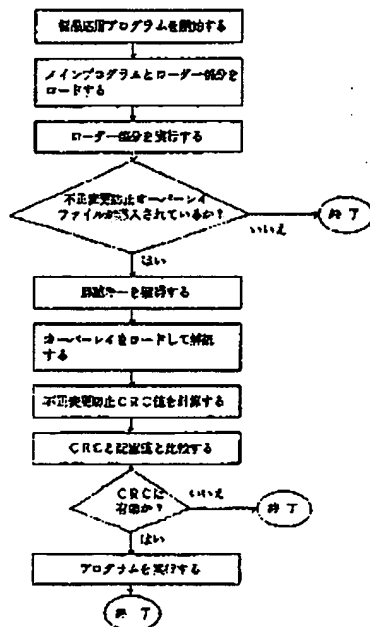 プログラムを開始する
メインプログラムとローダー部分を
ロードする
ローダー部分を実行する
不正変更防止オーバーレイ
ファイルが導入されているか?
いいえ
終了
はい
キーを取得する
オーバーレイをロードして解読
する
不正変更防止CRC値を計算する
CRCと記憶値と比較する
CRCは
有効か?
いいえ
終了
はい
プログラムを実行する
終了